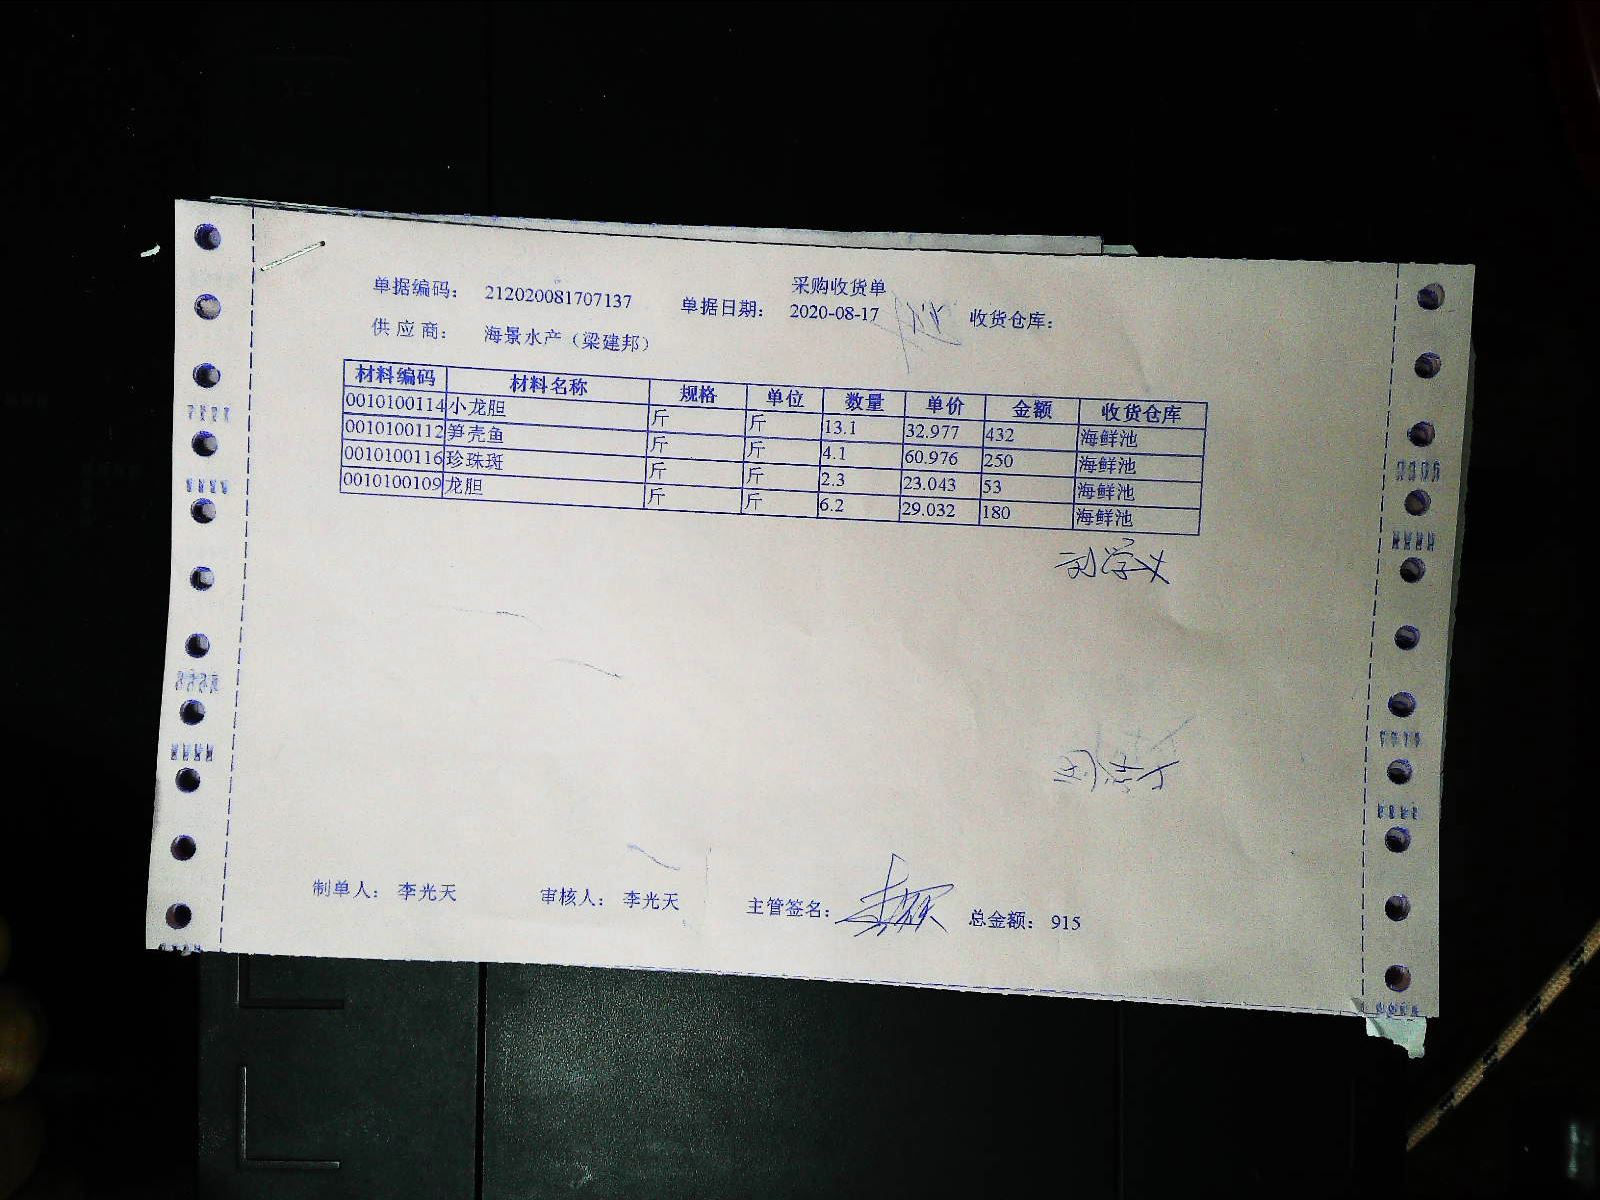 采购收货单
单据编码: 212020081707137 单据日期: 2020-08-17 收货仓库:
供应商: 海景水产（梁建邦）
材料编码 材料名称 规格 单位 数量 单价 金额 收货仓库
0010100114 小龙胆 斤 斤 13.1 32.977 432 海鲜池
0010100112 笋壳鱼 斤 斤 4.1 60.976 250 海鲜池
0010100116 珍珠斑 斤 斤 2.3 23.043 53 海鲜池
0010100109 龙胆 斤 斤 6.2 29.032 180 海鲜池
刘学义
制单人: 李光天 审核人: 李光天 主管签名: 总金额: 915